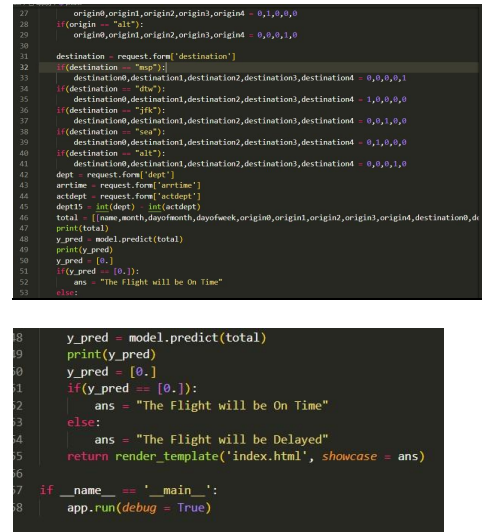 27 origin0,origin1,origin2,origin3,origin4 = 0,1,0,0,0
28 if(origin == "alt"):
29 origin0,origin1,origin2,origin3,origin4 = 0,0,0,1,0
30
31 destination = request.form['destination']
32 if(destination == "msp"):
33 destination0,destination1,destination2,destination3,destination4 = 0,0,0,0,1
34 if(destination == "dtw"):
35 destination0,destination1,destination2,destination3,destination4 = 1,0,0,0,0
36 if(destination == "jfk"):
37 destination0,destination1,destination2,destination3,destination4 = 0,0,1,0,0
38 if(destination == "sea"):
39 destination0,destination1,destination2,destination3,destination4 = 0,1,0,0,0
40 if(destination == "alt"):
41 destination0,destination1,destination2,destination3,destination4 = 0,0,0,1,0
42 dept = request.form['dept']
43 arrtime = request.form['arrtime']
44 actdept = request.form['actdept']
45 dept15 = int(dept) - int(actdept)
46 total = [[name,month,dayofmonth,dayofweek,origin0,origin1,origin2,origin3,origin4,destination0,de
47 print(total)
48 y_pred = model.predict(total)
49 print(y_pred)
50 y_pred = [0.]
51 if(y_pred == [0.]):
52 ans = "The Flight will be On Time"
53 else:
48 y_pred = model.predict(total)
49 print(y_pred)
50 y_pred = [0.]
51 if(y_pred == [0.]):
52 ans = "The Flight will be On Time"
53 else:
54 ans = "The Flight will be Delayed"
55 return render_template('index.html', showcase = ans)
56
57 if __name__ == '__main__':
58 app.run(debug = True)